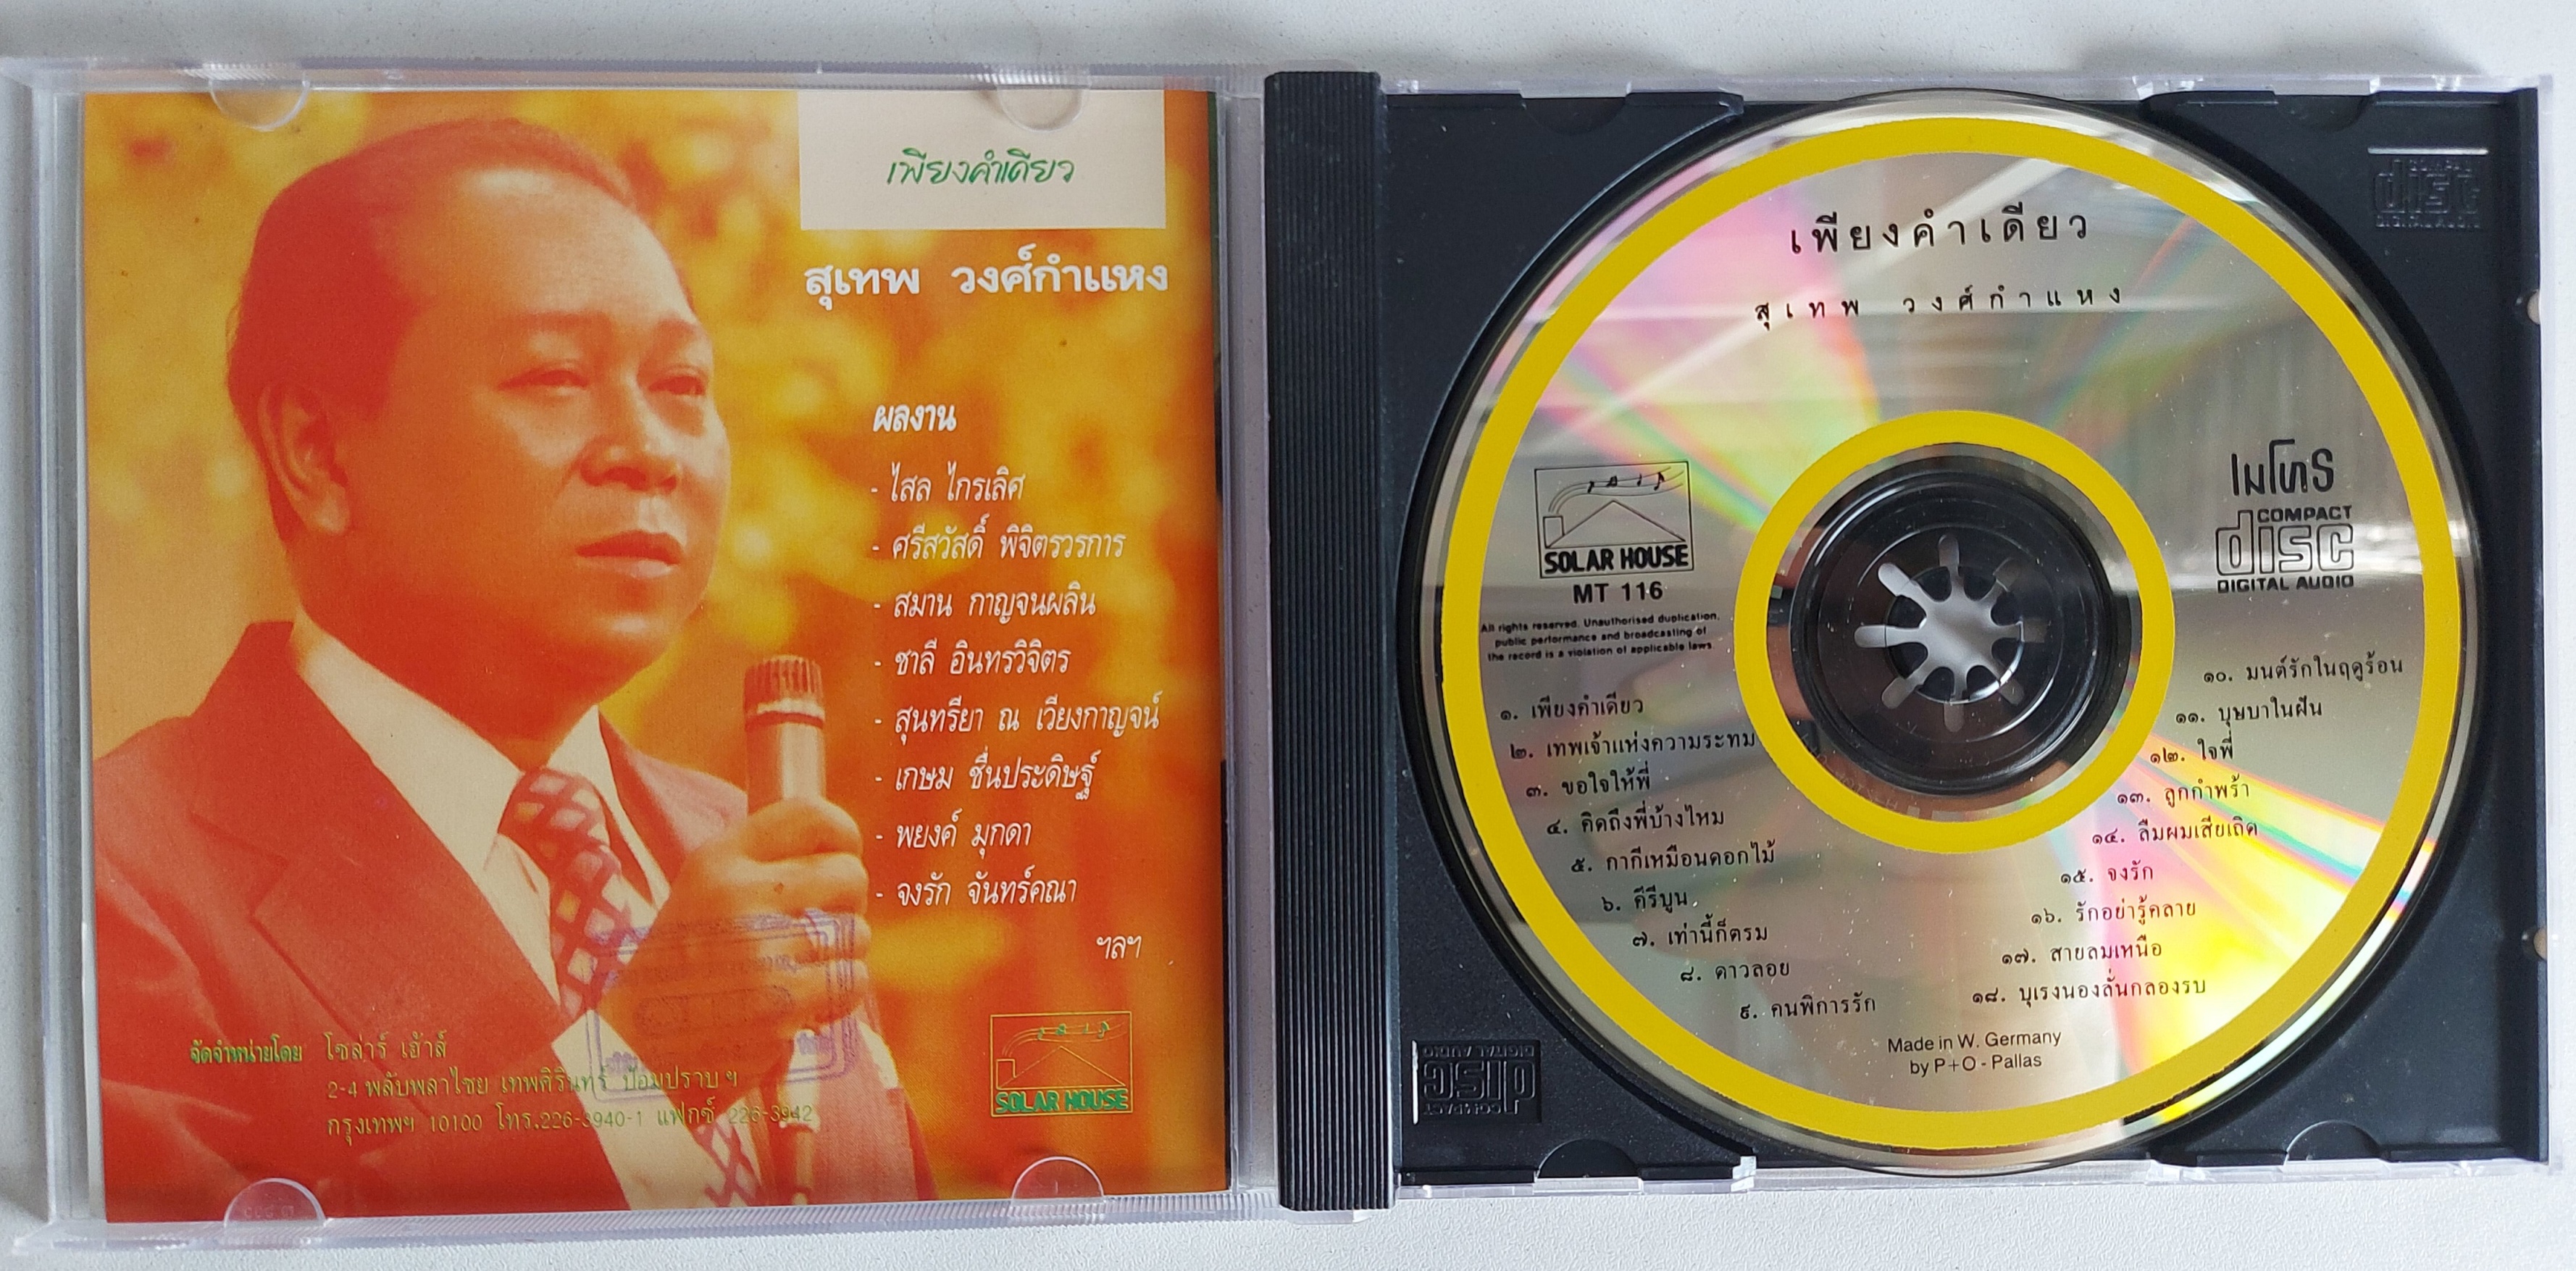 เพียงคำเดียว
สุเทพ วงศ์กำแหง
ผลงาน
- ไสล ไกรเลิศ
- ศรีสวัสดิ์ พิจิตรวรการ
- สมาน กาญจนผลิน
- ชาลี อินทรวิจิตร
- สุนทรียา ณ เวียงกาญจน์
- เกษม ชื่นประดิษฐ์
- พยงค์ มุกดา
- จงรัก จันทร์คณา
ฯลฯ
จัดจำหน่ายโดย โซล่าร์ เฮ้าส์
2-4 พลับพลาไชย เทพศิรินทร์ ป้อมปราบ ฯ
กรุงเทพฯ 10100 โทร.226-3940-1 แฟกซ์ 226-3942
SOLAR HOUSE
เพียงคำเดียว
สุเทพ วงศ์กำแหง
SOLAR HOUSE
MT 116
All rights reserved. Unauthorised duplication,
public performance and broadcasting of
the record is a violation of applicable laws
เมโทร
COMPACT
disc
DIGITAL AUDIO
๑. เพียงคำเดียว
๒. เทพเจ้าแห่งความระทม
๓. ขอใจให้พี่
๔. คิดถึงพี่บ้างไหม
๕. กากีเหมือนดอกไม้
๖. คีรีบูน
๗. เท่านี้ก็ตรม
๘. ดาวลอย
๙. คนพิการรัก
๑๐. มนต์รักในฤดูร้อน
๑๑. บุษบาในฝัน
๑๒. ใจพี่
๑๓. ลูกกำพร้า
๑๔. ลืมผมเสียเถิด
๑๕. จงรัก
๑๖. รักอย่ารู้คลาย
๑๗. สายลมเหนือ
๑๘. บุเรงนองลั่นกลองรบ
Made in W. Germany
by P+O - Pallas
COMPACT
disc
DIGITAL AUDIO